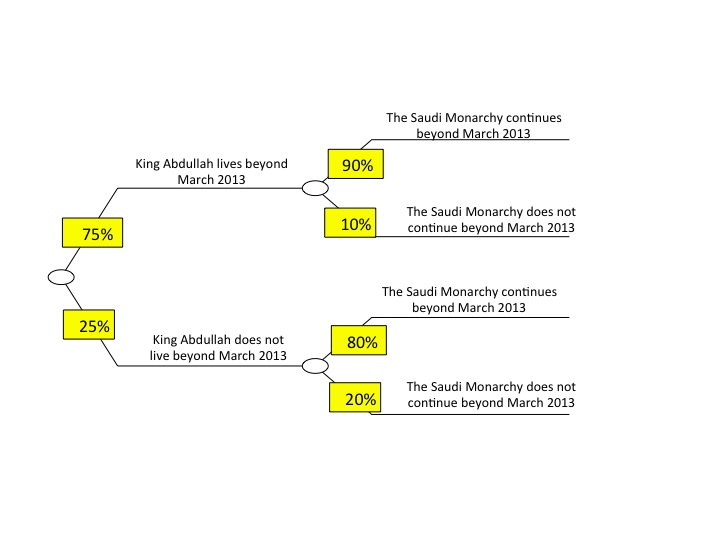 The Saudi Monarchy continues
beyond March 2013
90%
King Abdullah lives beyond
March 2013
10%
The Saudi Monarchy does not
continue beyond March 2013
75%
25%
The Saudi Monarchy continues
beyond March 2013
80%
King Abdullah does not
live beyond March 2013
20%
The Saudi Monarchy does not
continue beyond March 2013